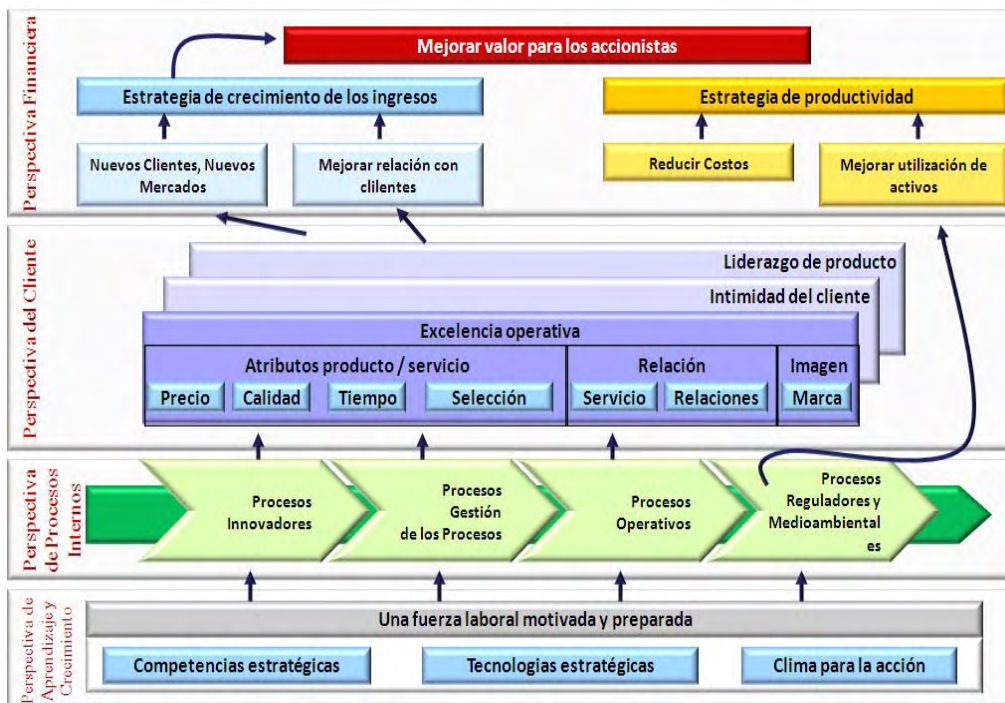 Perspectiva Financiera
Mejorar valor para los accionistas
Estrategia de crecimiento de los ingresos
Estrategia de productividad
Nuevos Clientes, Nuevos
Mercados
Mejorar relación con
clilentes
Reducir Costos
Mejorar utilización de
activos
Perspectiva del Cliente
Liderazgo de producto
Intimidad del cliente
Excelencia operativa
Atributos producto / servicio
Relación
Imagen
Precio
Calidad
Tiempo
Selección
Servicio
Relaciones
Marca
Perspectiva
de Procesos
Internos
Procesos
Innovadores
Procesos
Gestión
de los Procesos
Procesos
Operativos
Procesos
Reguladores y
Medioambiental
es
Perspectiva de
Aprendizaje y
Crecimiento
Una fuerza laboral motivada y preparada
Competencias estratégicas
Tecnologias estratégicas
Clima para la acción